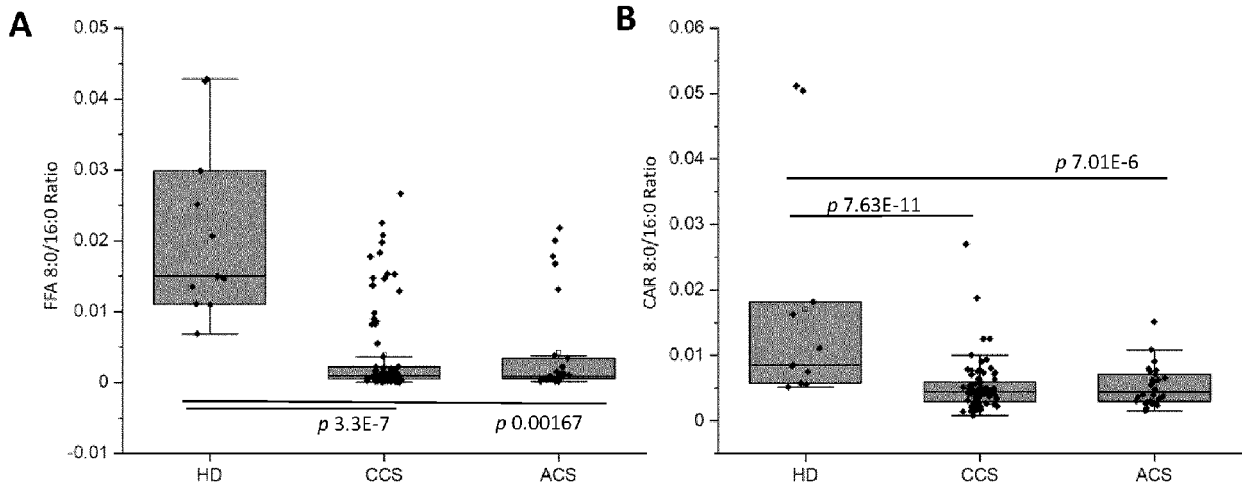 A
0.05
0.04
0.03
0.02
0.01
0
-0.01
FFA 8:0/16:0 Ratio
p 3.3E-7
p 0.00167
HD
CCS
ACS
B
0.06
0.05
0.04
0.03
0.02
0.01
0
CAR 8:0/16:0 Ratio
p 7.01E-6
p 7.63E-11
HD
CCS
ACS